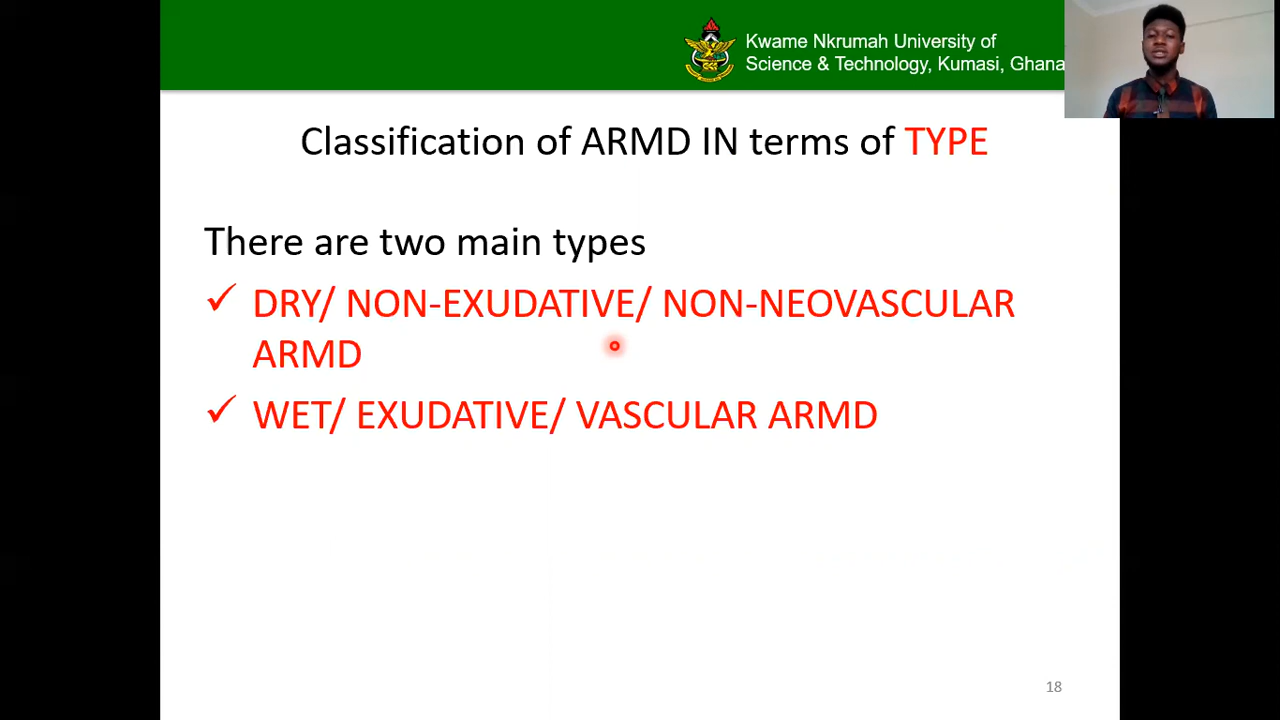 Kwame Nkrumah University of
Science & Technology, Kumasi, Ghana
Classification of ARMD IN terms of TYPE
There are two main types
✓ DRY/ NON-EXUDATIVE/ NON-NEOVASCULAR
ARMD
✓ WET/ EXUDATIVE/ VASCULAR ARMD
18